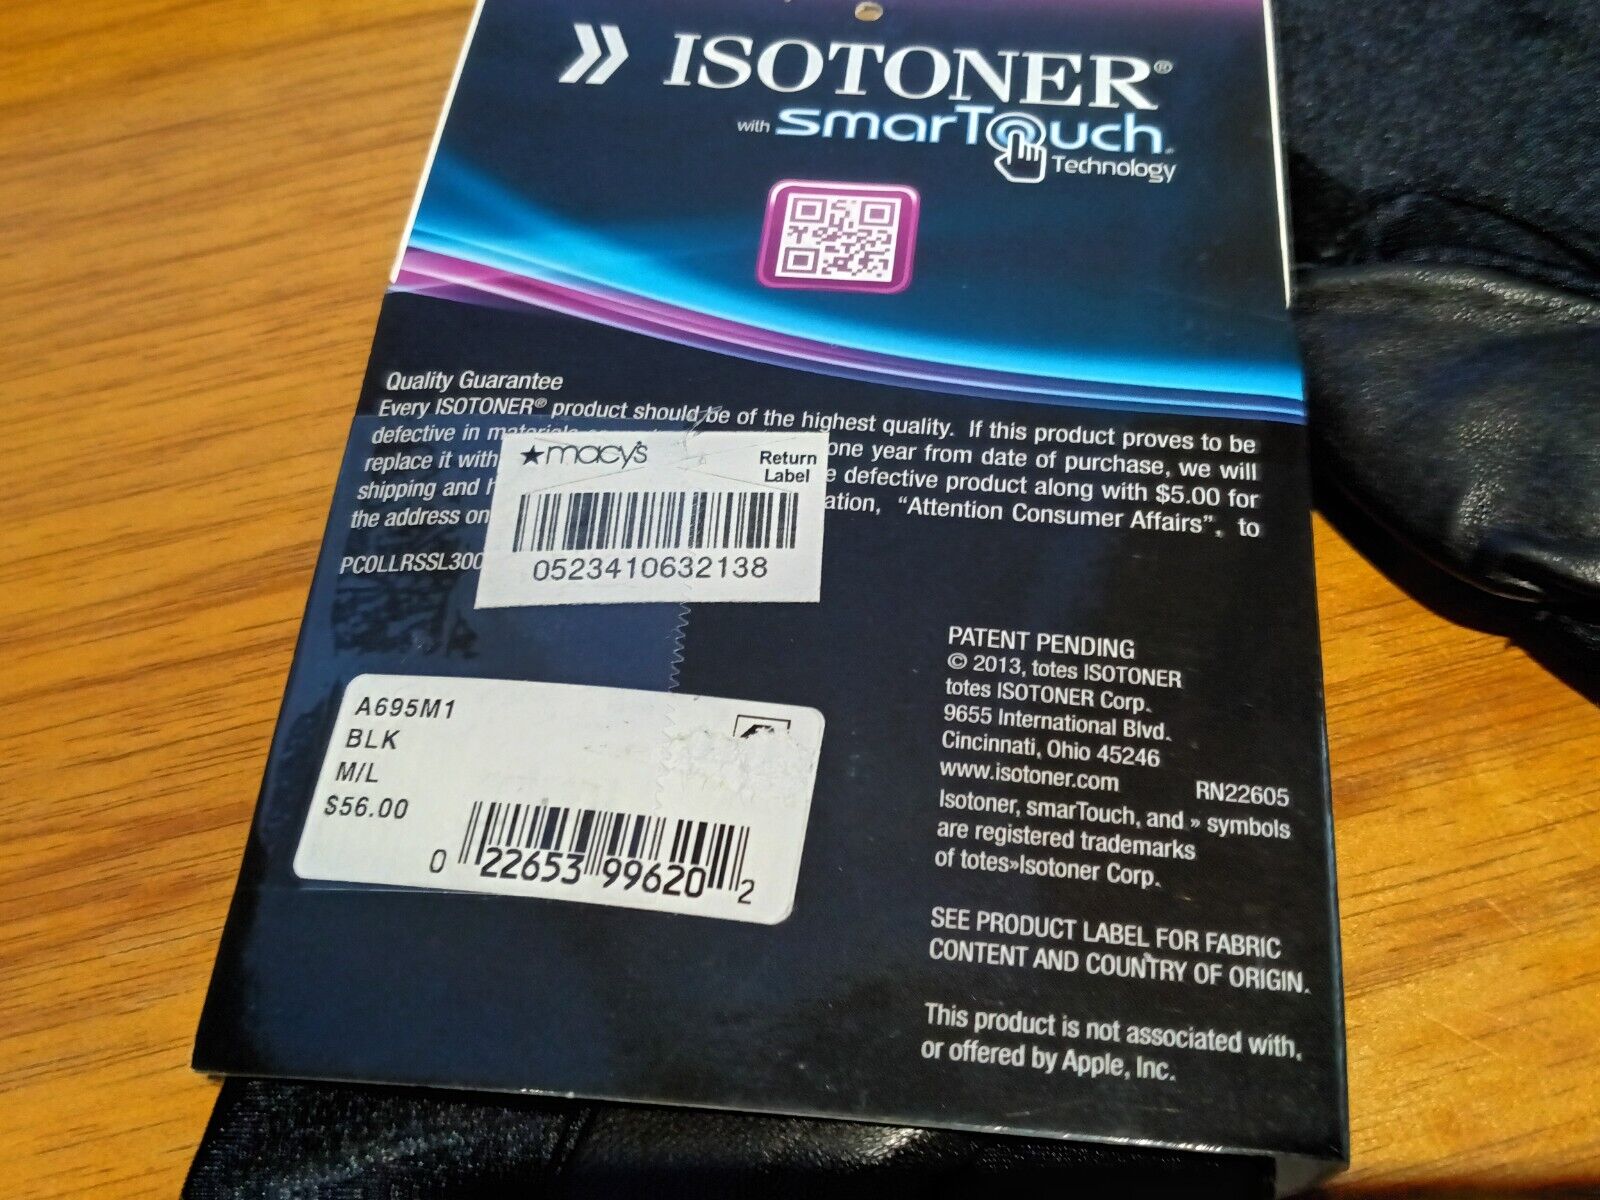 » ISOTONER®
with smarTouch
Technology
Quality Guarantee
Every ISOTONER® product should be of the highest quality. If this product proves to be
defective in materials one year from date of purchase, we will
replace it with defective product along with $5.00 for
shipping and "Attention Consumer Affairs", to
the address on
★macy's
Return
Label
0523410632138
PATENT PENDING
© 2013, totes ISOTONER
totes ISOTONER Corp.
9655 International Blvd.
Cincinnati, Ohio 45246
www.isotoner.com RN22605
Isotoner, smarTouch, and » symbols
are registered trademarks
of totes»Isotoner Corp.
A695M1
BLK
M/L
$56.00
0 22653 99620 2
SEE PRODUCT LABEL FOR FABRIC
CONTENT AND COUNTRY OF ORIGIN.
This product is not associated with,
or offered by Apple, Inc.